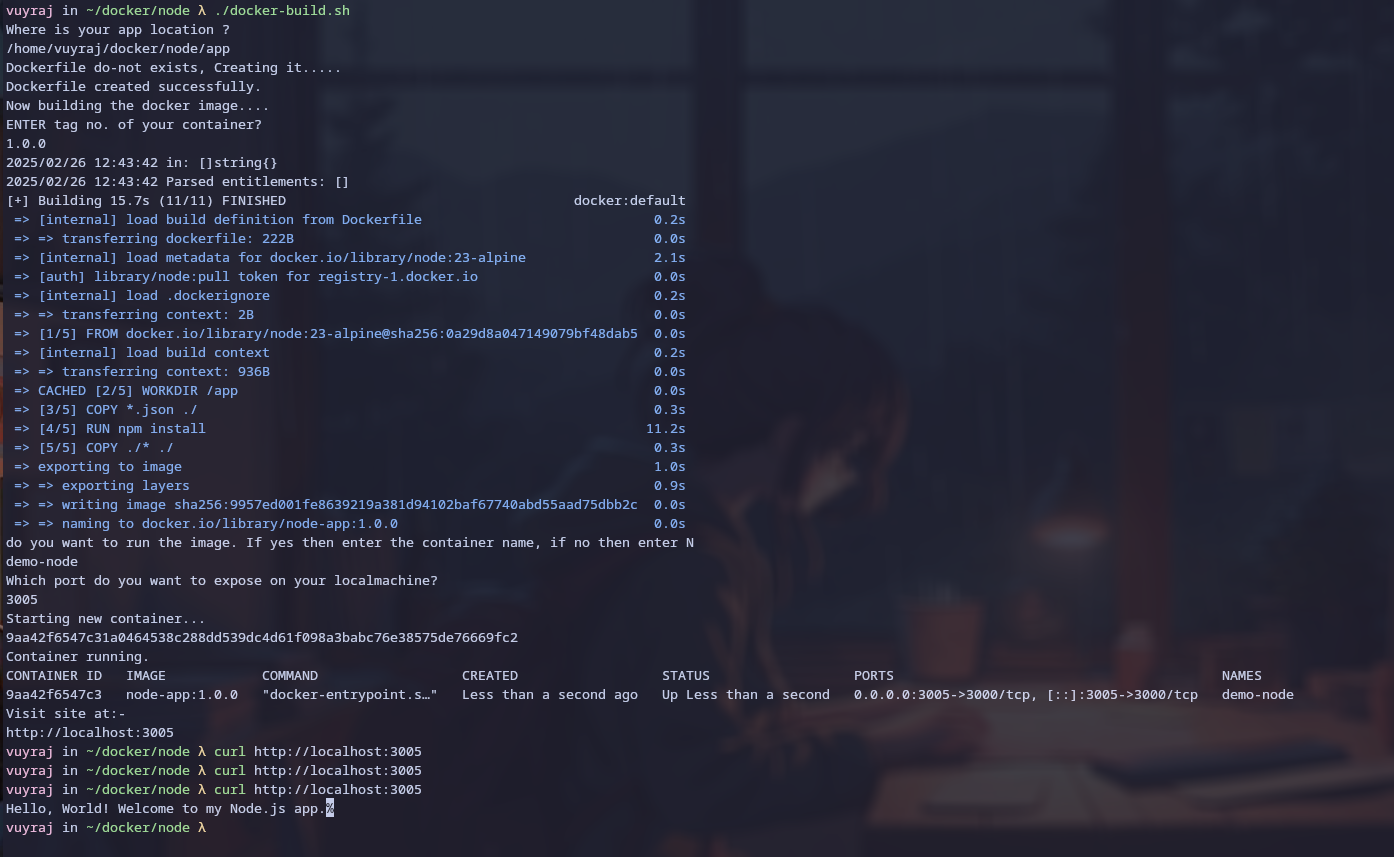 vuyraj in ~/docker/node λ ./docker-build.sh
Where is your app location ?
/home/vuyraj/docker/node/app
Dockerfile do-not exists, Creating it.....
Dockerfile created successfully.
Now building the docker image....
ENTER tag no. of your container?
1.0.0
2025/02/26 12:43:42 in: []string{}
2025/02/26 12:43:42 Parsed entitlements: []
[+] Building 15.7s (11/11) FINISHED docker:default
=> [internal] load build definition from Dockerfile 0.2s
=> => transferring dockerfile: 222B 0.0s
=> [internal] load metadata for docker.io/library/node:23-alpine 2.1s
=> [auth] library/node:pull token for registry-1.docker.io 0.0s
=> [internal] load .dockerignore 0.2s
=> => transferring context: 2B 0.0s
=> [1/5] FROM docker.io/library/node:23-alpine@sha256:0a29d8a047149079bf48dab5 0.0s
=> [internal] load build context 0.2s
=> => transferring context: 936B 0.0s
=> CACHED [2/5] WORKDIR /app 0.0s
=> [3/5] COPY *.json ./ 0.3s
=> [4/5] RUN npm install 11.2s
=> [5/5] COPY ./* ./ 0.3s
=> exporting to image 1.0s
=> => exporting layers 0.9s
=> => writing image sha256:9957ed001fe8639219a381d94102baf67740abd55aad75dbb2c 0.0s
=> => naming to docker.io/library/node-app:1.0.0 0.0s
do you want to run the image. If yes then enter the container name, if no then enter N
demo-node
Which port do you want to expose on your localmachine?
3005
Starting new container...
9aa42f6547c31a0464538c288dd539dc4d61f098a3babc76e38575de76669fc2
Container running.
CONTAINER ID IMAGE COMMAND CREATED STATUS PORTS NAMES
9aa42f6547c3 node-app:1.0.0 "docker-entrypoint.s…" Less than a second ago Up Less than a second 0.0.0.0:3005->3000/tcp, [::]:3005->3000/tcp demo-node
Visit site at:-
http://localhost:3005
vuyraj in ~/docker/node λ curl http://localhost:3005
vuyraj in ~/docker/node λ curl http://localhost:3005
vuyraj in ~/docker/node λ curl http://localhost:3005
Hello, World! Welcome to my Node.js app.%
vuyraj in ~/docker/node λ